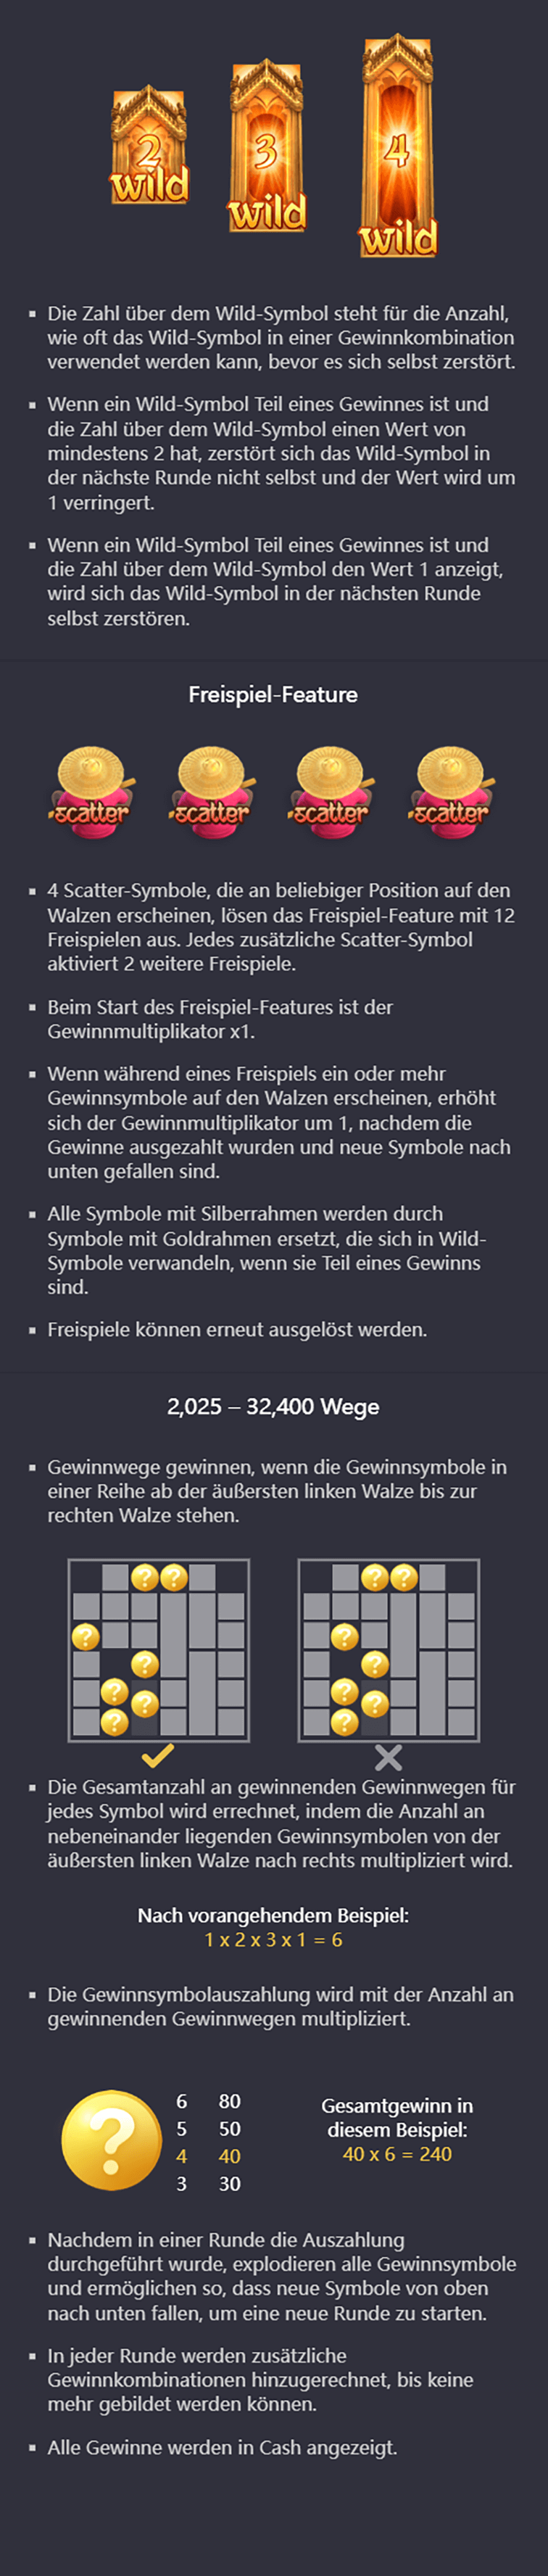 2 3 4
wild wild wild
▪ Die Zahl über dem Wild-Symbol steht für die Anzahl,
wie oft das Wild-Symbol in einer Gewinnkombination
verwendet werden kann, bevor es sich selbst zerstört.
▪ Wenn ein Wild-Symbol Teil eines Gewinnes ist und
die Zahl über dem Wild-Symbol einen Wert von
mindestens 2 hat, zerstört sich das Wild-Symbol in
der nächste Runde nicht selbst und der Wert wird um
1 verringert.
▪ Wenn ein Wild-Symbol Teil eines Gewinnes ist und
die Zahl über dem Wild-Symbol den Wert 1 anzeigt,
wird sich das Wild-Symbol in der nächsten Runde
selbst zerstören.
Freispiel-Feature
scatter scatter scatter scatter
▪ 4 Scatter-Symbole, die an beliebiger Position auf den
Walzen erscheinen, lösen das Freispiel-Feature mit 12
Freispielen aus. Jedes zusätzliche Scatter-Symbol
aktiviert 2 weitere Freispiele.
▪ Beim Start des Freispiel-Features ist der
Gewinnmultiplikator x1.
▪ Wenn während eines Freispiels ein oder mehr
Gewinnsymbole auf den Walzen erscheinen, erhöht
sich der Gewinnmultiplikator um 1, nachdem die
Gewinne ausgezahlt wurden und neue Symbole nach
unten gefallen sind.
▪ Alle Symbole mit Silberrahmen werden durch
Symbole mit Goldrahmen ersetzt, die sich in Wild-
Symbole verwandeln, wenn sie Teil eines Gewinns
sind.
▪ Freispiele können erneut ausgelöst werden.
2,025 – 32,400 Wege
▪ Gewinnwege gewinnen, wenn die Gewinnsymbole in
einer Reihe ab der äußersten linken Walze bis zur
rechten Walze stehen.
? ? ? ?
? ?
? ?
? ?
? ?
? ?
▪ Die Gesamtanzahl an gewinnenden Gewinnwegen für
jedes Symbol wird errechnet, indem die Anzahl an
nebeneinander liegenden Gewinnsymbolen von der
äußersten linken Walze nach rechts multipliziert wird.
Nach vorangehendem Beispiel:
1 x 2 x 3 x 1 = 6
▪ Die Gewinnsymbolauszahlung wird mit der Anzahl an
gewinnenden Gewinnwegen multipliziert.
?
6 80
5 50
4 40
3 30
Gesamtgewinn in
diesem Beispiel:
40 x 6 = 240
▪ Nachdem in einer Runde die Auszahlung
durchgeführt wurde, explodieren alle Gewinnsymbole
und ermöglichen so, dass neue Symbole von oben
nach unten fallen, um eine neue Runde zu starten.
▪ In jeder Runde werden zusätzliche
Gewinnkombinationen hinzugerechnet, bis keine
mehr gebildet werden können.
▪ Alle Gewinne werden in Cash angezeigt.